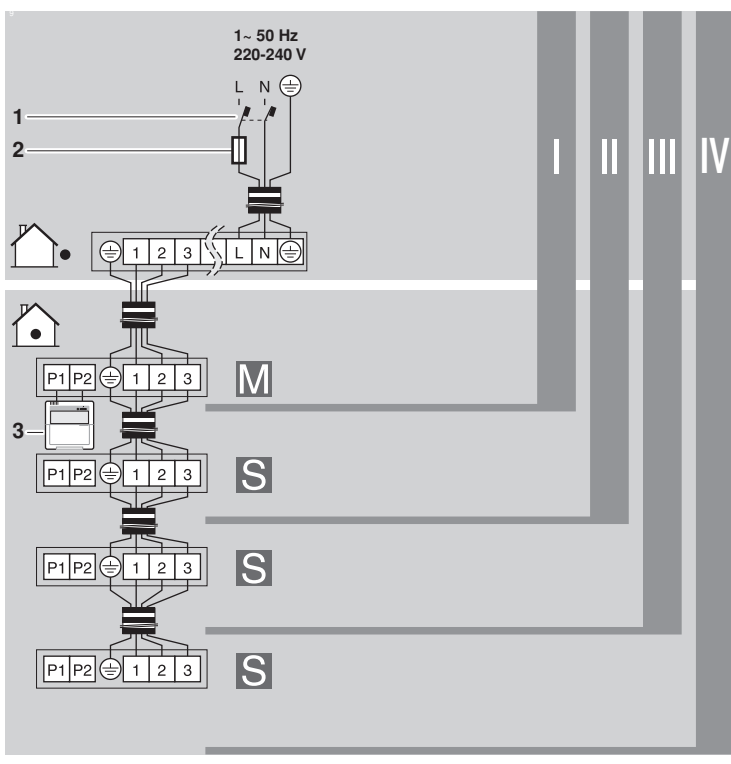 1~ 50 Hz
220-240 V
L N
1
2
I II III IV
1 2 3 L N
P1 P2 1 2 3
M
3
P1 P2 1 2 3
S
P1 P2 1 2 3
S
P1 P2 1 2 3
S